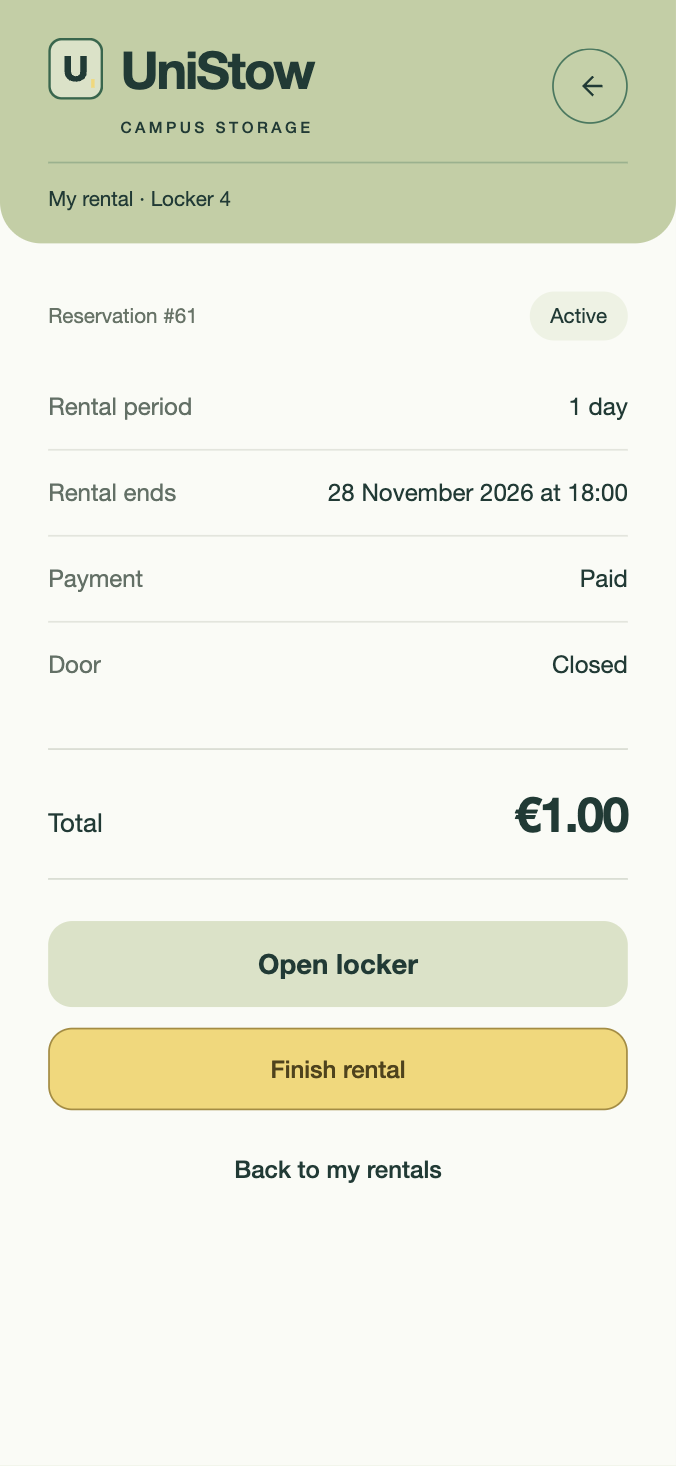 U
UniStow
CAMPUS STORAGE
My rental · Locker 4
Reservation #61 Active
Rental period 1 day
Rental ends 28 November 2026 at 18:00
Payment Paid
Door Closed
Total €1.00
Open locker
Finish rental
Back to my rentals